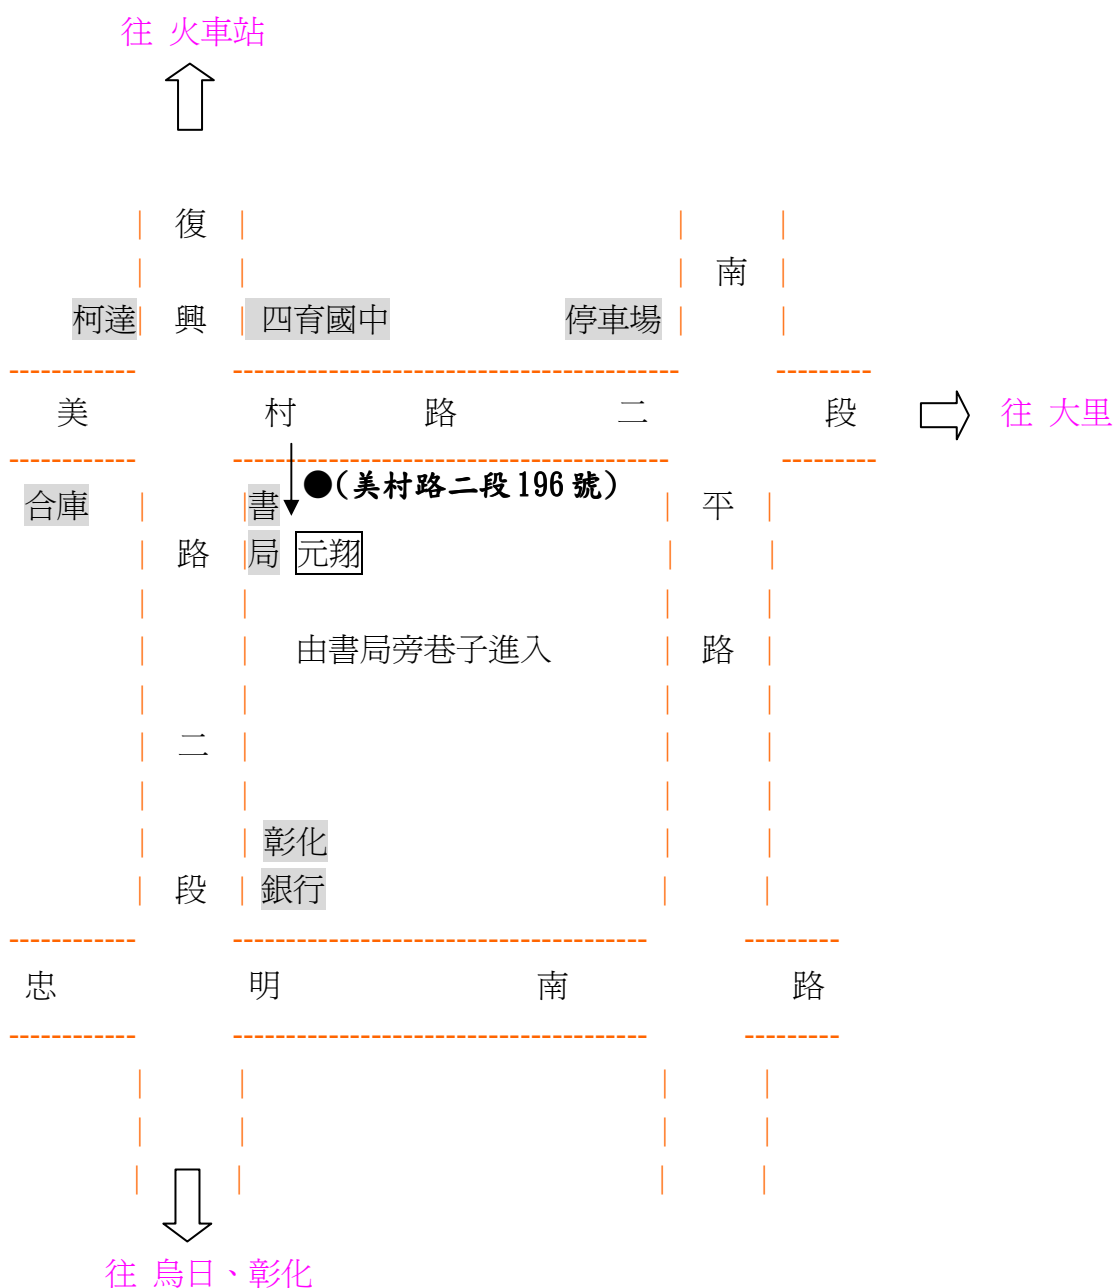 往 火車站
復
南
柯達 興 四育國中 停車場
美村路二段 往 大里
●(美村路二段196號)
合庫 書 平
路 局 元翔
由書局旁巷子進入 路
二
彰化
段 銀行
忠明南路
往 烏日、彰化